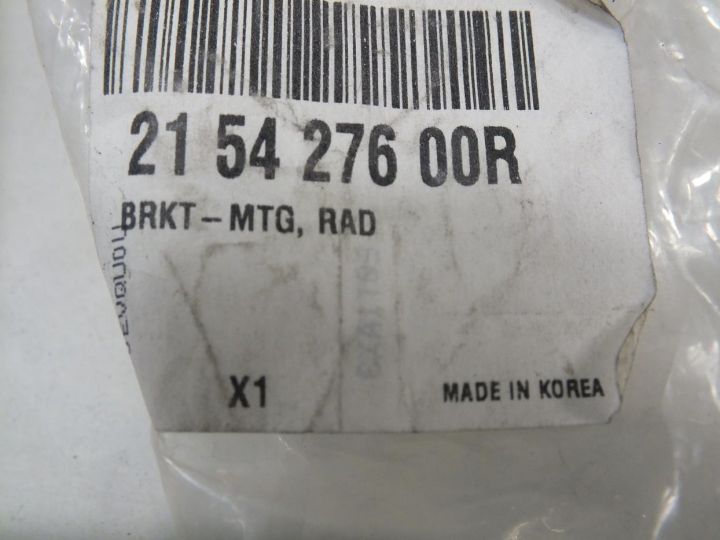 21 54 276 00R
BRKT-MTG, RAD
X1
MADE IN KOREA